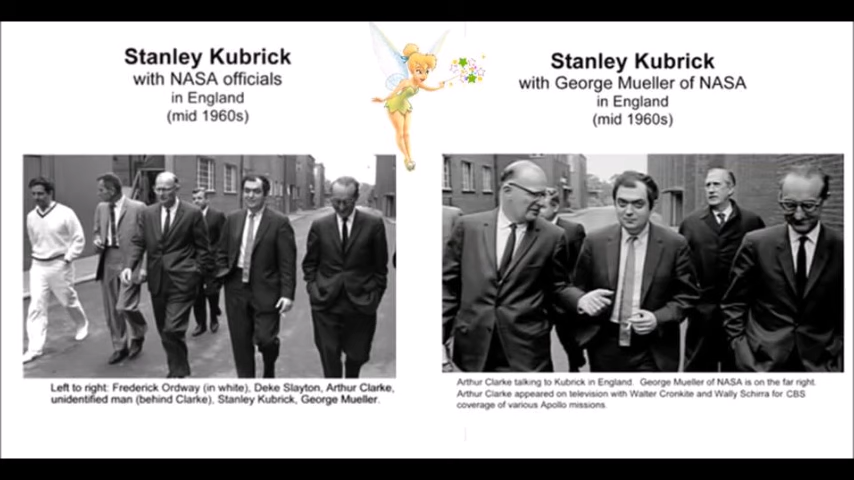 Stanley Kubrick
with NASA officials
in England
(mid 1960s)
Left to right: Frederick Ordway (in white), Deke Slayton, Arthur Clarke,
unidentified man (behind Clarke), Stanley Kubrick, George Mueller.
Stanley Kubrick
with George Mueller of NASA
in England
(mid 1960s)
Arthur Clarke talking to Kubrick in England. George Mueller of NASA is on the far right.
Arthur Clarke appeared on television with Walter Cronkite and Wally Schirra for CBS
coverage of various Apollo missions.